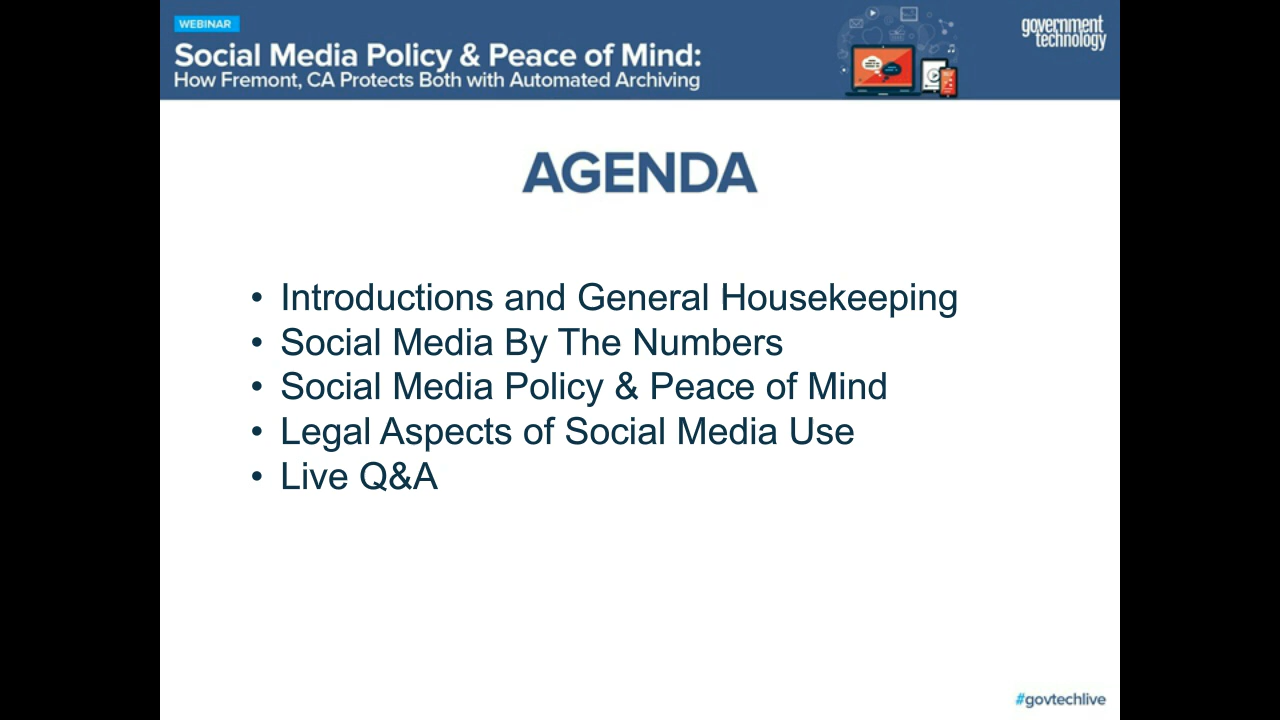 WEBINAR
Social Media Policy & Peace of Mind:
How Fremont, CA Protects Both with Automated Archiving
government
technology
AGENDA
• Introductions and General Housekeeping
• Social Media By The Numbers
• Social Media Policy & Peace of Mind
• Legal Aspects of Social Media Use
• Live Q&A
#govtechlive